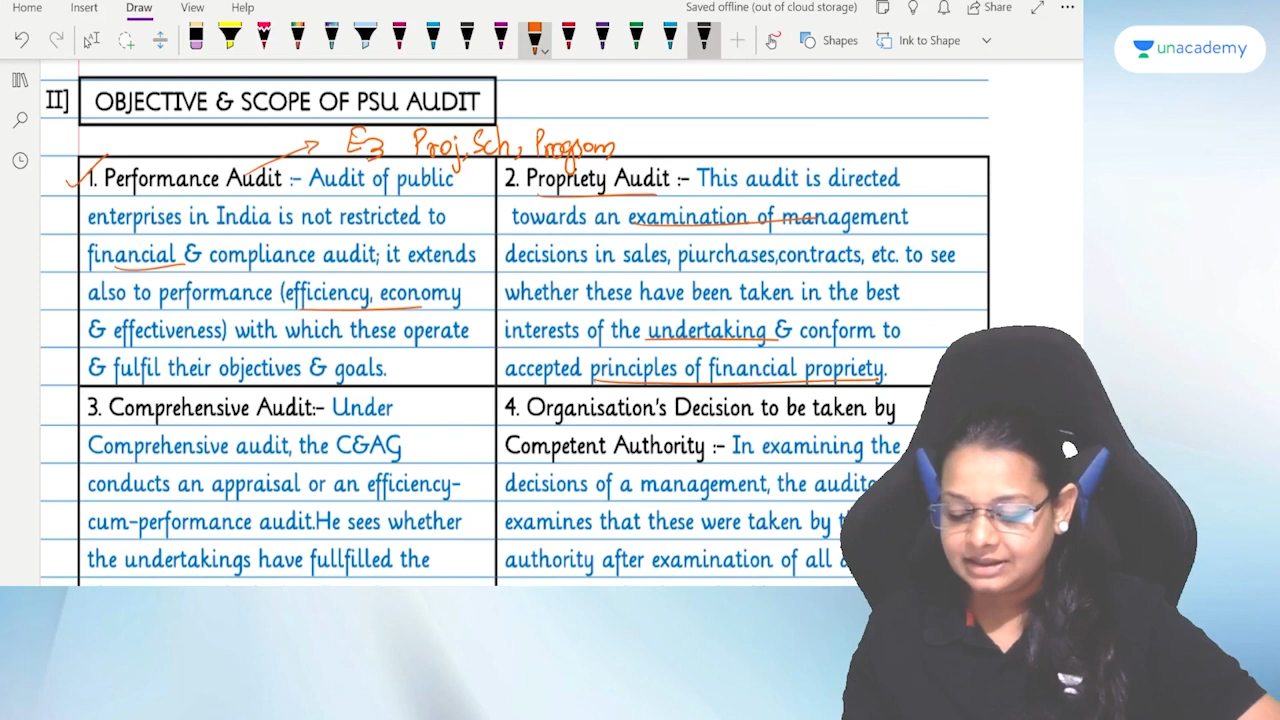 Home Insert Draw View Help Saved offline (out of cloud storage) Share
Shapes Ink to Shape
unacademy
II] OBJECTIVE & SCOPE OF PSU AUDIT
E3 Proj, Sch, Program
1. Performance Audit :- Audit of public
enterprises in India is not restricted to
financial & compliance audit; it extends
also to performance (efficiency, economy
& effectiveness) with which these operate
& fulfil their objectives & goals.
2. Propriety Audit :- This audit is directed
towards an examination of management
decisions in sales, piurchases,contracts, etc. to see
whether these have been taken in the best
interests of the undertaking & conform to
accepted principles of financial propriety.
3. Comprehensive Audit:- Under
Comprehensive audit, the C&AG
conducts an appraisal or an efficiency-
cum-performance audit.He sees whether
the undertakings have fullfilled the
4. Organisation's Decision to be taken by
Competent Authority :- In examining the
decisions of a management, the
examines that these were taken by
authority after examination of all